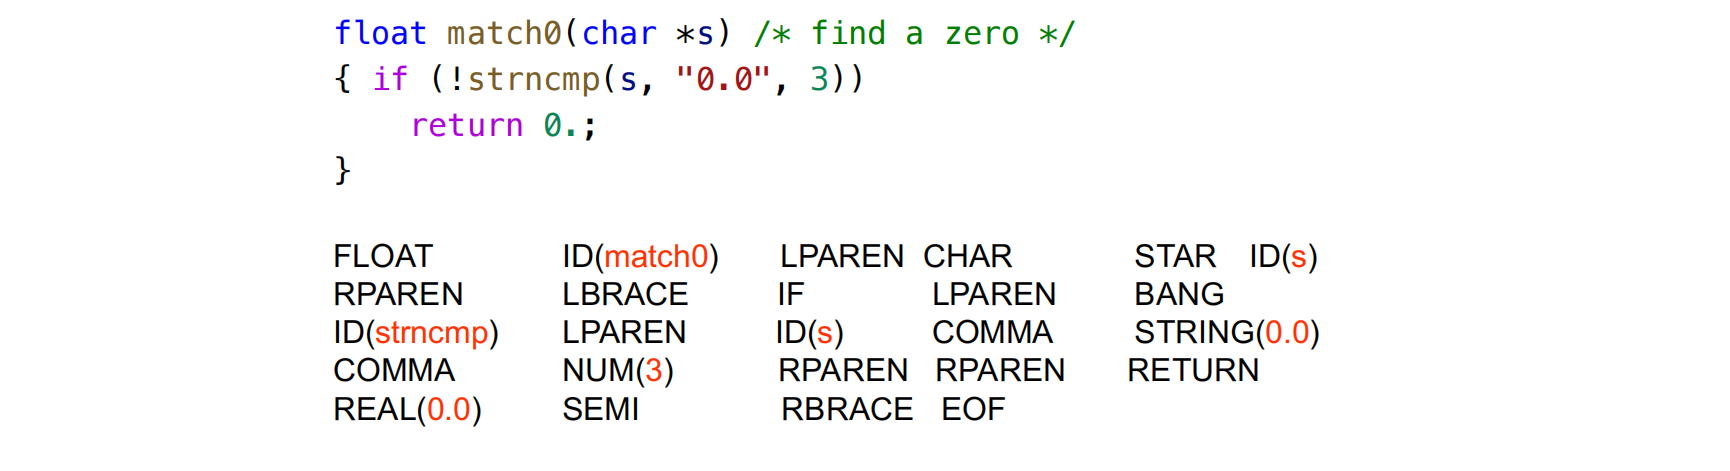 float match0(char *s) /* find a zero */
{ if (!strncmp(s, "0.0", 3))
    return 0.;
}
FLOAT ID(match0) LPAREN CHAR STAR ID(s)
RPAREN LBRACE IF LPAREN BANG
ID(strncmp) LPAREN ID(s) COMMA STRING(0.0)
COMMA NUM(3) RPAREN RPAREN RETURN
REAL(0.0) SEMI RBRACE EOF